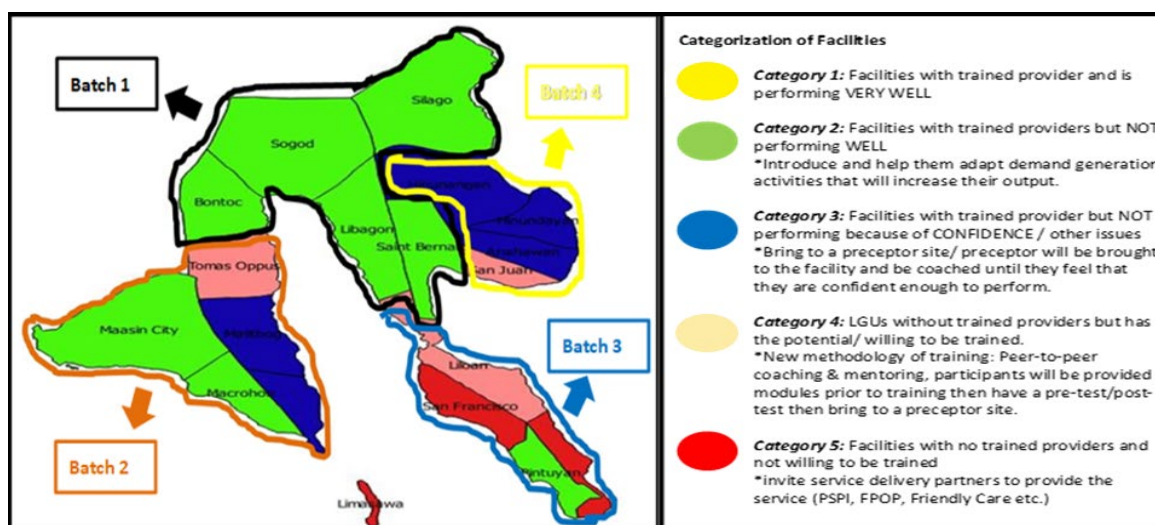 Batch 1
Silago
Batch 4
Sogod
Bontoc
Libagon
Saint Bernar
Hinundayan
Anahawan
San Juan
Tomas Oppus
Maasin City
Macrohon
Batch 3
Liloan
San Francisco
Pintuyan
Batch 2
Limasawa
Categorization of Facilities
Category 1: Facilities with trained provider and is
performing VERY WELL
Category 2: Facilities with trained providers but NOT
performing WELL
*Introduce and help them adapt demand generation
activities that will increase their output.
Category 3: Facilities with trained provider but NOT
performing because of CONFIDENCE / other issues
*Bring to a preceptor site/ preceptor will be brought
to the facility and be coached until they feel that
they are confident enough to perform.
Category 4: LGUs without trained providers but has
the potential/ willing to be trained.
*New methodology of training: Peer-to-peer
coaching & mentoring, participants will be provided
modules prior to training then have a pre-test/post-
test then bring to a preceptor site.
Category 5: Facilities with no trained providers and
not willing to be trained
*invite service delivery partners to provide the
service (PSPI, FPOP, Friendly Care etc.)